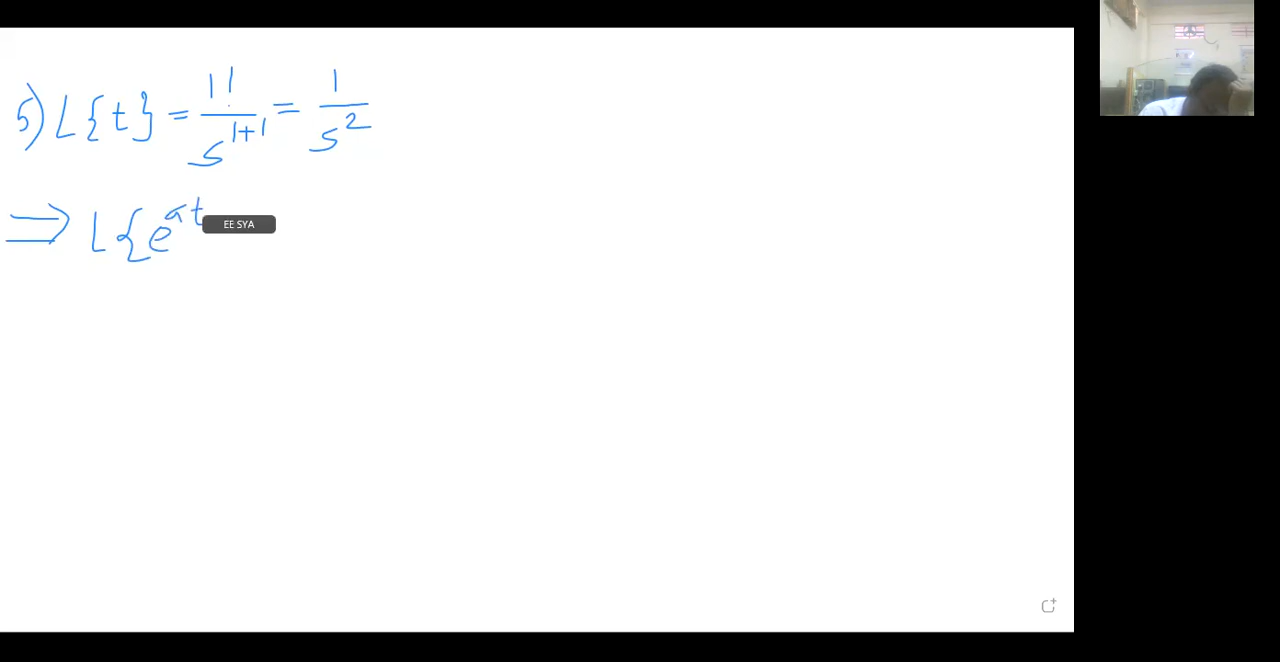 5) L{t} = 1!/s^{1+1} = 1/s^2
⇒ L{e^{at}
EE SYA